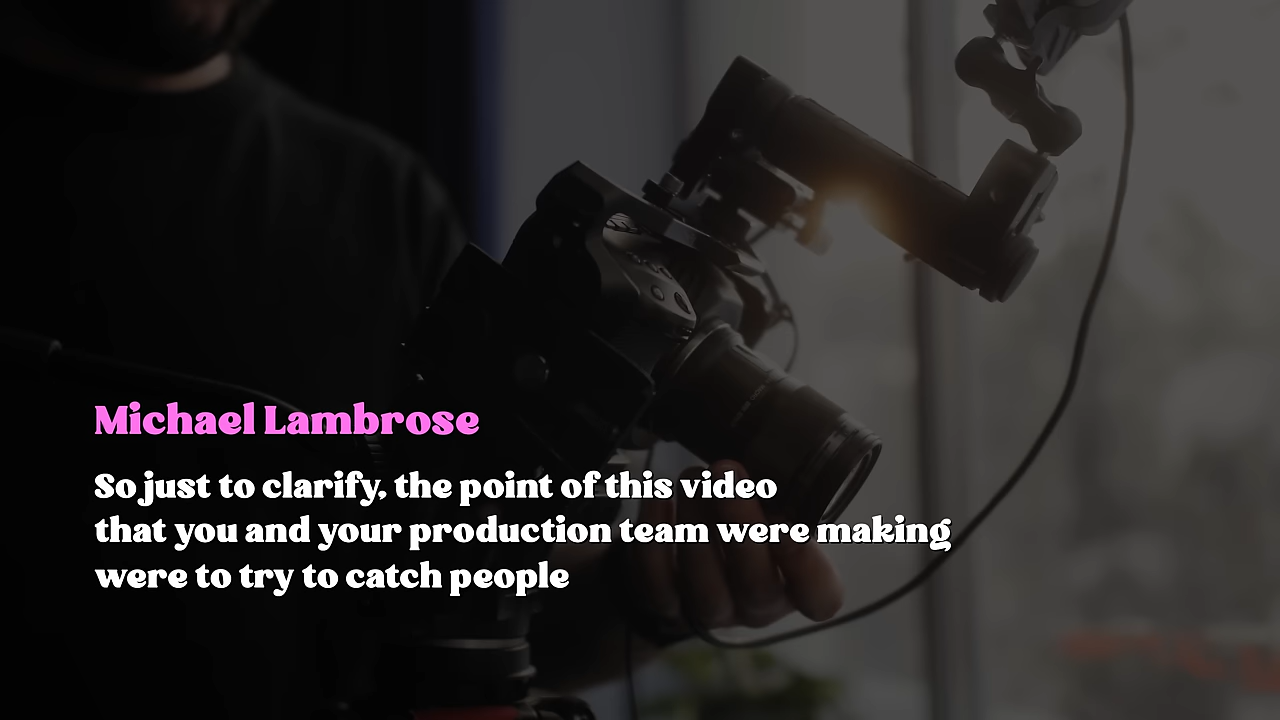 Michael Lambrose
So just to clarify, the point of this video
that you and your production team were making
were to try to catch people